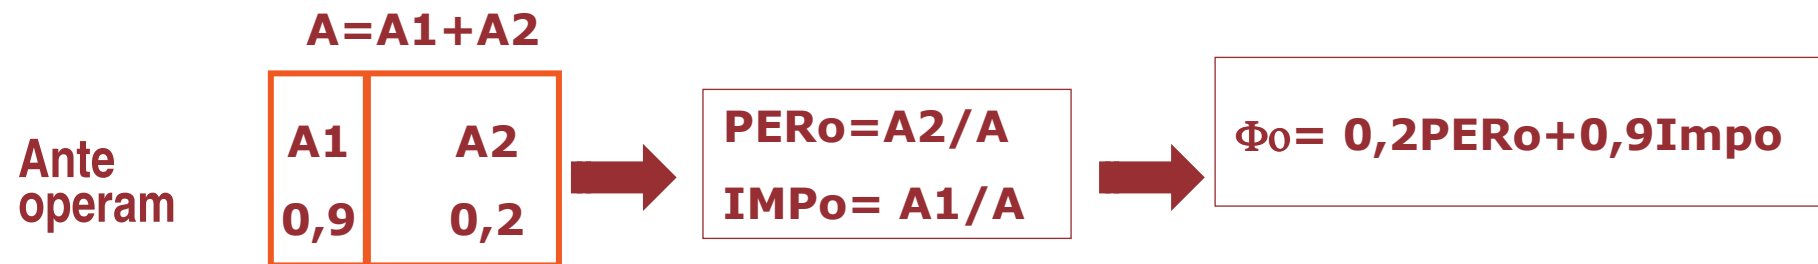 A=A1+A2
Ante
operam
A1 A2
0,9 0,2
PERo=A2/A
IMPo= A1/A
Φo= 0,2PERo+0,9Impo